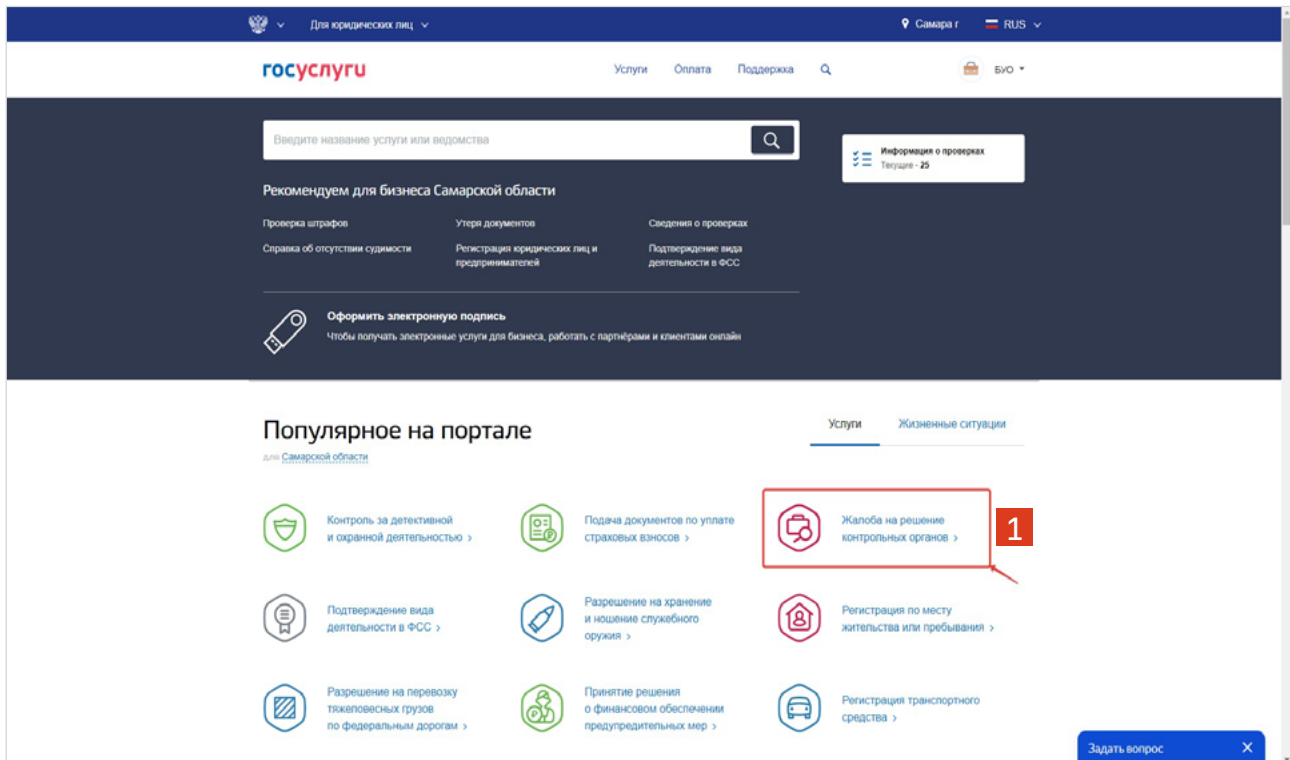 Для юридических лиц
Самара г
RUS
госуслуги
Услуги
Оплата
Поддержка
БУО
Введите название услуги или ведомства
Информация о проверках
Текущие - 25
Рекомендуем для бизнеса Самарской области
Проверка штрафов
Утеря документов
Сведения о проверках
Справка об отсутствии судимости
Регистрация юридических лиц и
предпринимателей
Подтверждение вида
деятельности в ФСС
Оформить электронную подпись
Чтобы получать электронные услуги для бизнеса, работать с партнёрами и клиентами онлайн
Популярное на портале
для Самарской области
Услуги
Жизненные ситуации
Контроль за детективной
и охранной деятельностью ›
Подача документов по уплате
страховых взносов ›
Жалоба на решение
контрольных органов ›
1
Подтверждение вида
деятельности в ФСС ›
Разрешение на хранение
и ношение служебного
оружия ›
Регистрация по месту
жительства или пребывания ›
Разрешение на перевозку
тяжеловесных грузов
по федеральным дорогам ›
Принятие решения
о финансовом обеспечении
предупредительных мер ›
Регистрация транспортного
средства ›
Задать вопрос